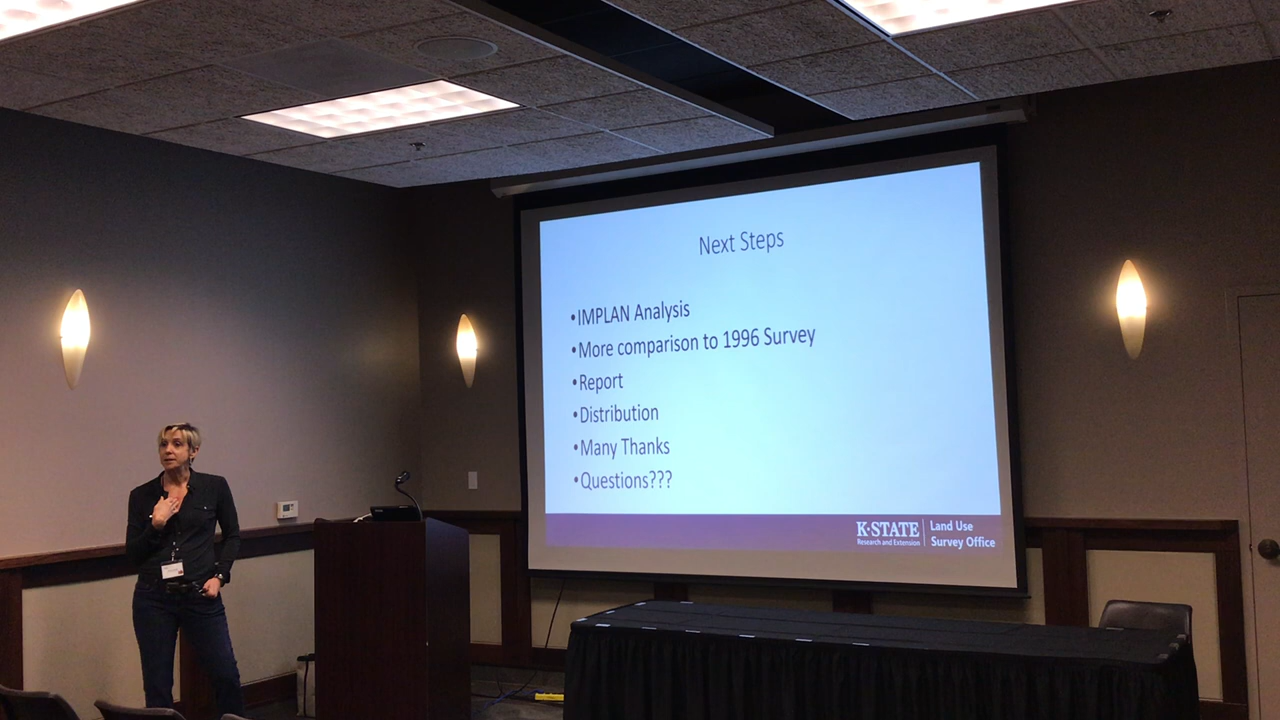 Next Steps
•IMPLAN Analysis
•More comparison to 1996 Survey
•Report
•Distribution
•Many Thanks
•Questions???
K-STATE
Research and Extension
Land Use
Survey Office